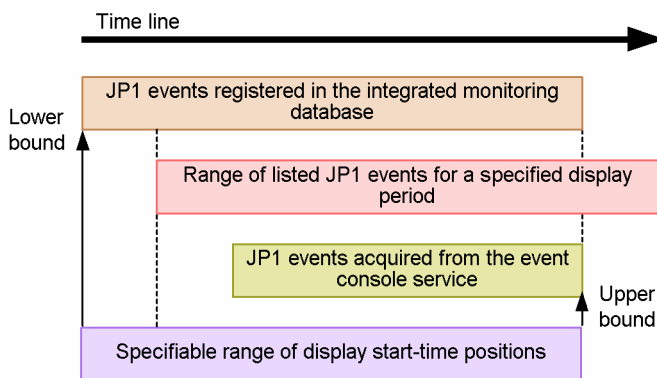 Time line
JP1 events registered in the integrated monitoring
database
Lower
bound
Range of listed JP1 events for a specified display
period
JP1 events acquired from the event
console service
Upper
bound
Specifiable range of display start-time positions